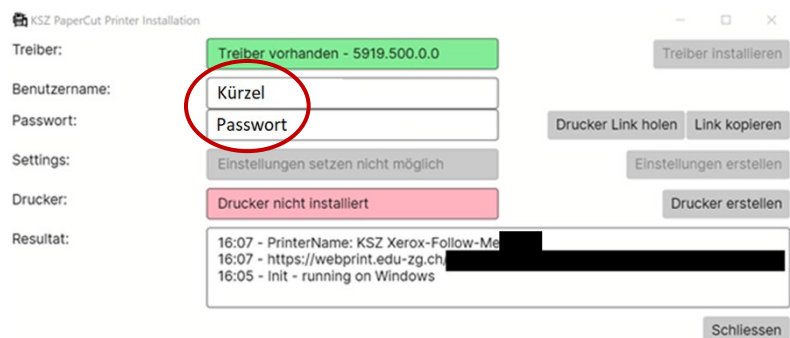 KSZ PaperCut Printer Installation
Treiber: Treiber vorhanden - 5919.500.0.0 Treiber installieren
Benutzername: Kürzel
Passwort: Passwort Drucker Link holen Link kopieren
Settings: Einstellungen setzen nicht möglich Einstellungen erstellen
Drucker: Drucker nicht installiert Drucker erstellen
Resultat: 16:07 - PrinterName: KSZ Xerox-Follow-Me
16:07 - https://webprint.edu-zg.ch/
16:05 - Init - running on Windows
Schliessen